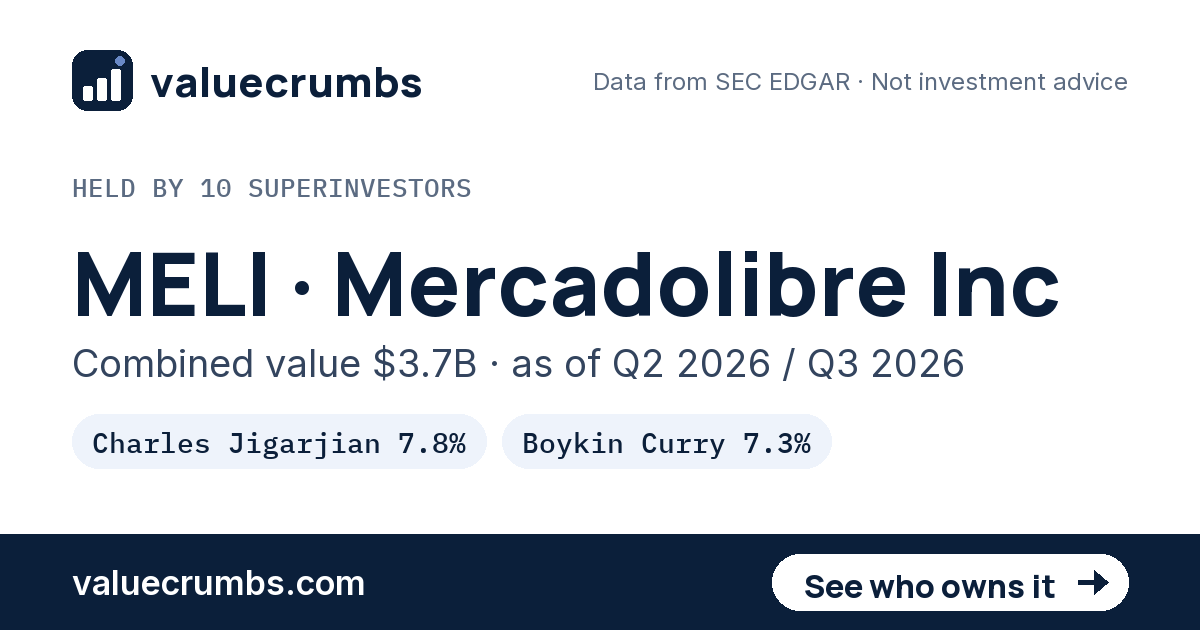 valuecrumbs
Data from SEC EDGAR · Not investment advice
HELD BY 10 SUPERINVESTORS
MELI · Mercadolibre Inc
Combined value $3.7B · as of Q2 2026 / Q3 2026
Charles Jigarjian 7.8%
Boykin Curry 7.3%
valuecrumbs.com
See who owns it →